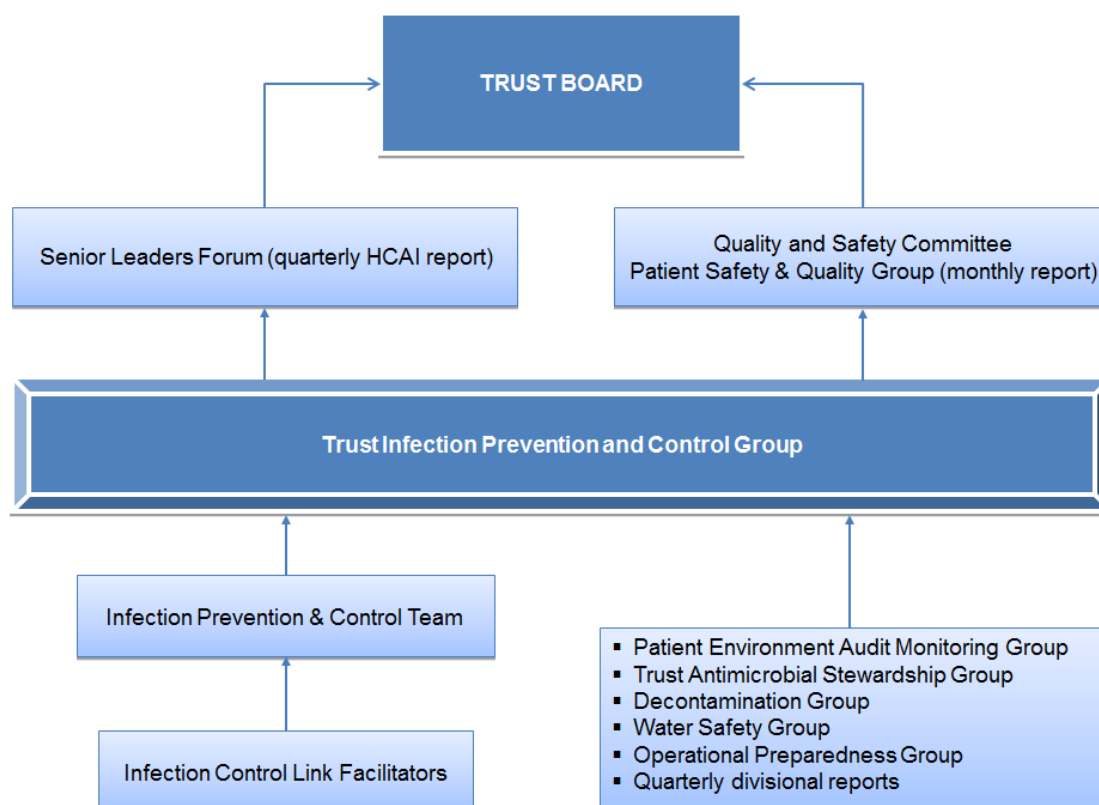 TRUST BOARD
Senior Leaders Forum (quarterly HCAI report)
Quality and Safety Committee
Patient Safety & Quality Group (monthly report)
Trust Infection Prevention and Control Group
Infection Prevention & Control Team
Infection Control Link Facilitators
▪ Patient Environment Audit Monitoring Group
▪ Trust Antimicrobial Stewardship Group
▪ Decontamination Group
▪ Water Safety Group
▪ Operational Preparedness Group
▪ Quarterly divisional reports